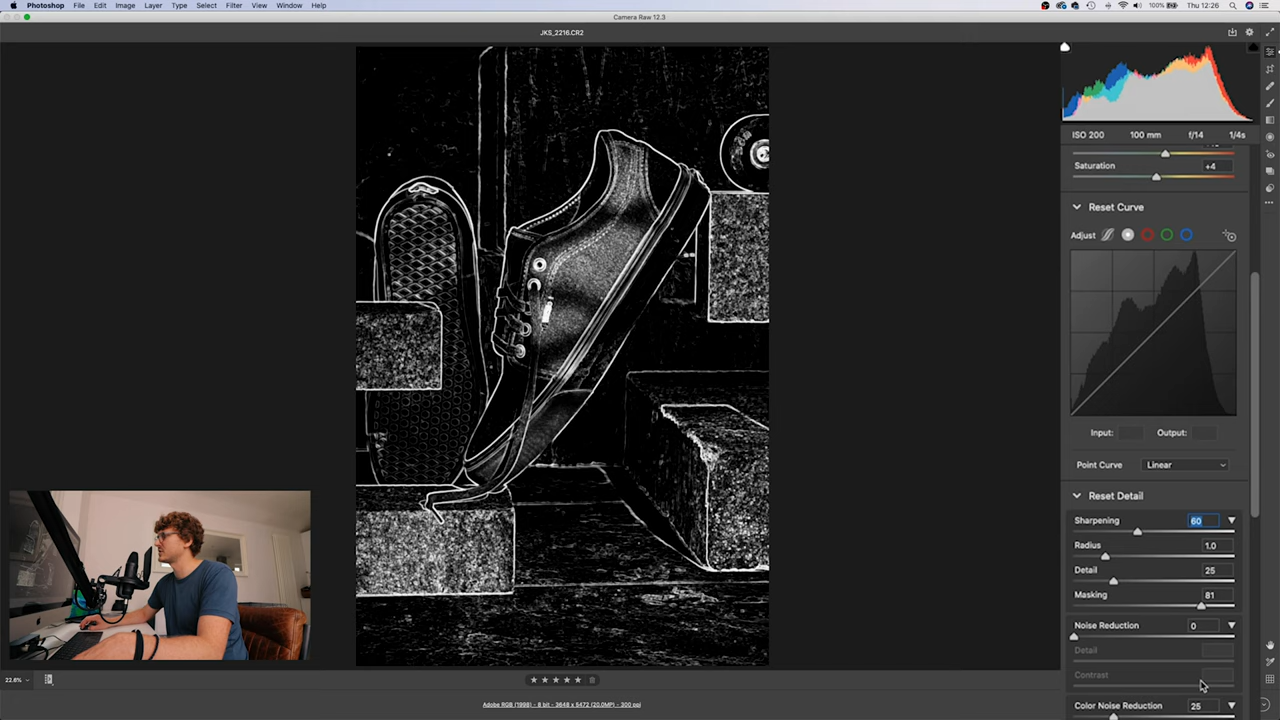 Photoshop File Edit Image Layer Type Select Filter View Window Help 100% Thu 12:26
Camera Raw 12.3
JKS_2216.CR2
ISO 200 100 mm f/14 1/4s
Saturation +4
Reset Curve
Adjust
Input: Output:
Point Curve Linear
Reset Detail
Sharpening 60
Radius 1.0
Detail 25
Masking 81
Noise Reduction 0
Detail
Contrast
Color Noise Reduction 25
22.6%
Adobe RGB (1998) - 8 bit - 3648 x 5472 (20.0MP) - 300 ppi